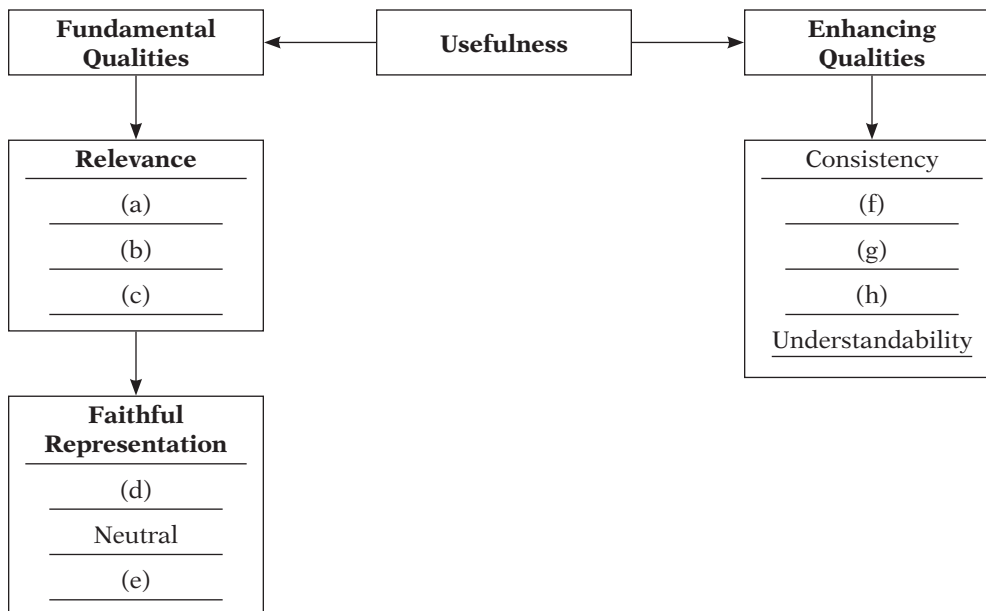 Fundamental
Qualities
Usefulness
Enhancing
Qualities
Relevance
(a)
(b)
(c)
Faithful
Representation
(d)
Neutral
(e)
Consistency
(f)
(g)
(h)
Understandability